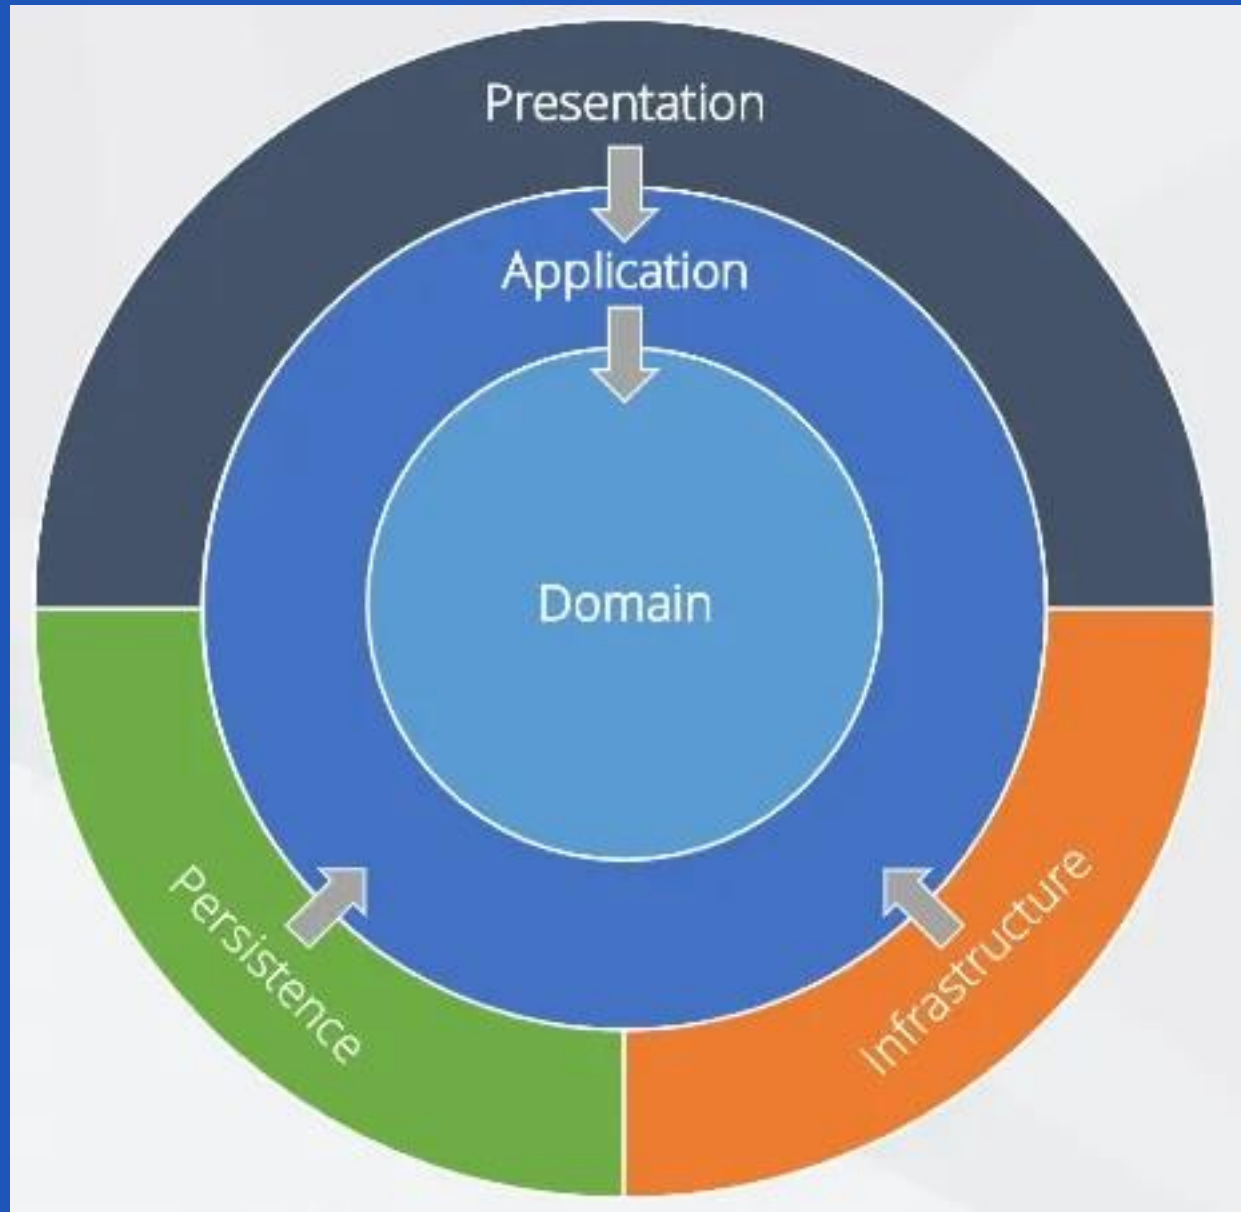 Presentation
Application
Domain
Persistence
Infrastructure